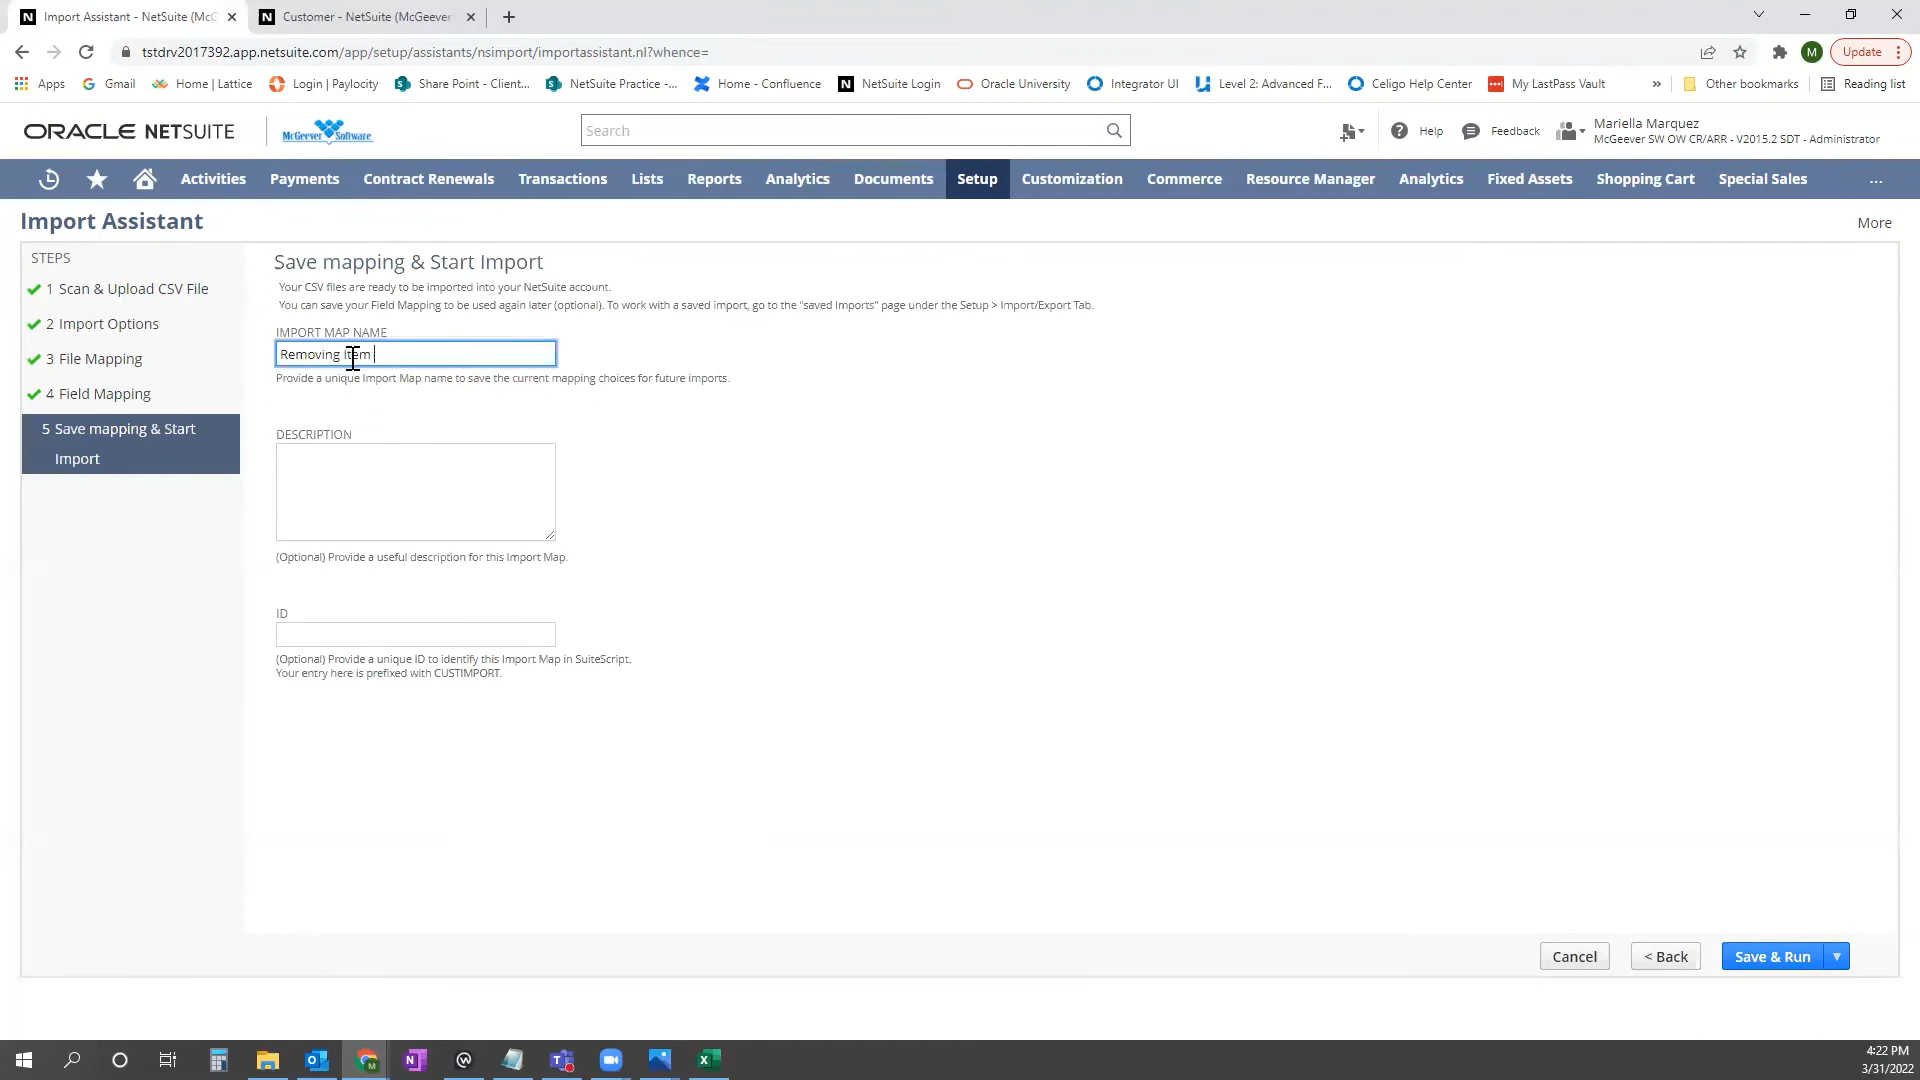 Import Assistant - NetSuite (McG
Customer - NetSuite (McGeever
tstdrv2017392.app.netsuite.com/app/setup/assistants/nsimport/importassistant.nl?whence=
M
Update
Apps
Gmail
Home | Lattice
Login | Paylocity
Share Point - Client...
NetSuite Practice -...
Home - Confluence
NetSuite Login
Oracle University
Integrator UI
Level 2: Advanced F...
Celigo Help Center
My LastPass Vault
»
Other bookmarks
Reading list
ORACLE NETSUITE
McGeever Software
Search
Help
Feedback
Mariella Marquez
McGeever SW OW CR/ARR - V2015.2 SDT - Administrator
Activities
Payments
Contract Renewals
Transactions
Lists
Reports
Analytics
Documents
Setup
Customization
Commerce
Resource Manager
Analytics
Fixed Assets
Shopping Cart
Special Sales
...
Import Assistant
More
STEPS
1 Scan & Upload CSV File
2 Import Options
3 File Mapping
4 Field Mapping
5 Save mapping & Start
Import
Save mapping & Start Import
Your CSV files are ready to be imported into your NetSuite account.
You can save your Field Mapping to be used again later (optional). To work with a saved import, go to the "saved Imports" page under the Setup > Import/Export Tab.
IMPORT MAP NAME
Removing Item
Provide a unique Import Map name to save the current mapping choices for future imports.
DESCRIPTION
(Optional) Provide a useful description for this Import Map.
ID
(Optional) Provide a unique ID to identify this Import Map in SuiteScript.
Your entry here is prefixed with CUSTIMPORT.
Cancel
< Back
Save & Run
4:22 PM
3/31/2022